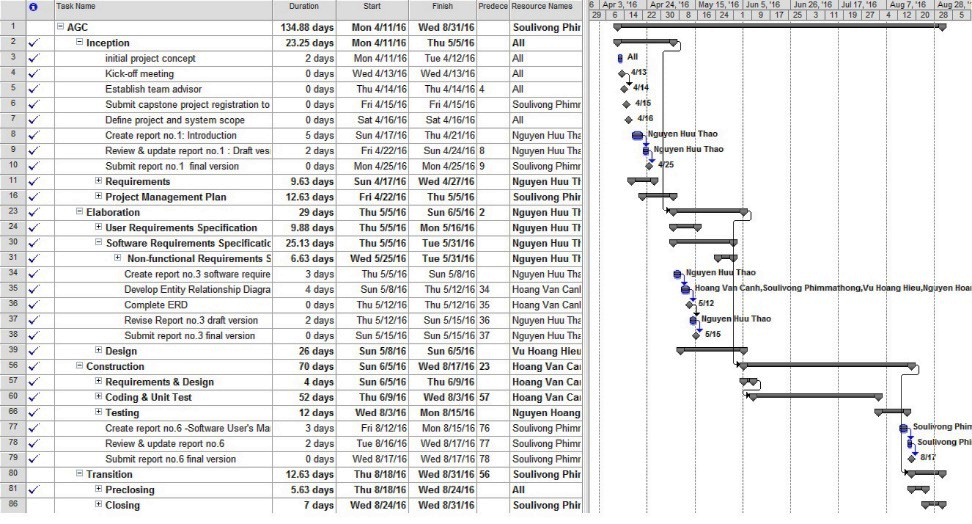 Task Name Duration Start Finish Predece Resource Names
6 Apr 3, '16 Apr 24, '16 May 15, '16 Jun 5, '16 Jun 26, '16 Jul 17, '16 Aug 7, '16 Aug 28, '
29 6 14 22 30 8 16 24 1 9 17 25 3 11 19 27 4 12 20 28 5
1 AGC 134.88 days Mon 4/11/16 Wed 8/31/16 Soulivong Phir
2 Inception 23.25 days Mon 4/11/16 Thu 5/5/16 All
3 initial project concept 2 days Mon 4/11/16 Tue 4/12/16 All All
4 Kick-off meeting 0 days Wed 4/13/16 Wed 4/13/16 All 4/13
5 Establish team advisor 0 days Thu 4/14/16 Thu 4/14/16 4 All 4/14
6 Submit capstone project registration to 0 days Fri 4/15/16 Fri 4/15/16 Soulivong Phimr 4/15
7 Define project and system scope 0 days Sat 4/16/16 Sat 4/16/16 All 4/16
8 Create report no.1: Introduction 5 days Sun 4/17/16 Thu 4/21/16 Nguyen Huu Tha Nguyen Huu Thao
9 Review & update report no.1 : Draft ves 2 days Fri 4/22/16 Sun 4/24/16 8 Nguyen Huu Tha Nguyen Huu Thao
10 Submit report no.1 final version 0 days Mon 4/25/16 Mon 4/25/16 9 Soulivong Phimr 4/25
11 Requirements 9.63 days Sun 4/17/16 Wed 4/27/16 Nguyen Huu Th
16 Project Management Plan 12.63 days Fri 4/22/16 Thu 5/5/16 Soulivong Phir
23 Elaboration 29 days Thu 5/5/16 Sun 6/5/16 2 Nguyen Huu Th
24 User Requirements Specification 9.88 days Thu 5/5/16 Mon 5/16/16 Nguyen Huu Th
30 Software Requirements Specificatic 25.13 days Thu 5/5/16 Tue 5/31/16 Nguyen Huu Th
31 Non-functional Requirements S 6.63 days Wed 5/25/16 Tue 5/31/16 Nguyen Huu Th
34 Create report no.3 software require 3 days Thu 5/5/16 Sun 5/8/16 Nguyen Huu Tha Nguyen Huu Thao
35 Develop Entity Relationship Diagra 4 days Sun 5/8/16 Thu 5/12/16 34 Hoang Van Canl Hoang Van Canh,Soulivong Phimmathong,Vu Hoang Hieu,Nguyen Hoan
36 Complete ERD 0 days Thu 5/12/16 Thu 5/12/16 35 Hoang Van Canl 5/12
37 Revise Report no.3 draft version 2 days Thu 5/12/16 Sun 5/15/16 36 Nguyen Huu Tha Nguyen Huu Thao
38 Submit report no.3 final version 0 days Sun 5/15/16 Sun 5/15/16 37 Nguyen Huu Tha 5/15
39 Design 26 days Sun 5/8/16 Sun 6/5/16 Vu Hoang Hieu
56 Construction 70 days Sun 6/5/16 Wed 8/17/16 23 Hoang Van Cai
57 Requirements & Design 4 days Sun 6/5/16 Thu 6/9/16 Hoang Van Cai
60 Coding & Unit Test 52 days Thu 6/9/16 Wed 8/3/16 57 Hoang Van Cai
66 Testing 12 days Wed 8/3/16 Mon 8/15/16 Nguyen Hoang
77 Create report no.6 -Software User's Ma 3 days Fri 8/12/16 Mon 8/15/16 76 Soulivong Phimr Soulivong Phim
78 Review & update report no.6 2 days Tue 8/16/16 Wed 8/17/16 77 Soulivong Phimr Soulivong Phi
79 Submit report no.6 final version 0 days Wed 8/17/16 Wed 8/17/16 78 Soulivong Phimr 8/17
80 Transition 12.63 days Thu 8/18/16 Wed 8/31/16 56 Soulivong Phir
81 Preclosing 5.63 days Thu 8/18/16 Wed 8/24/16 All
86 Closing 7 days Wed 8/24/16 Wed 8/31/16 Soulivong Phir